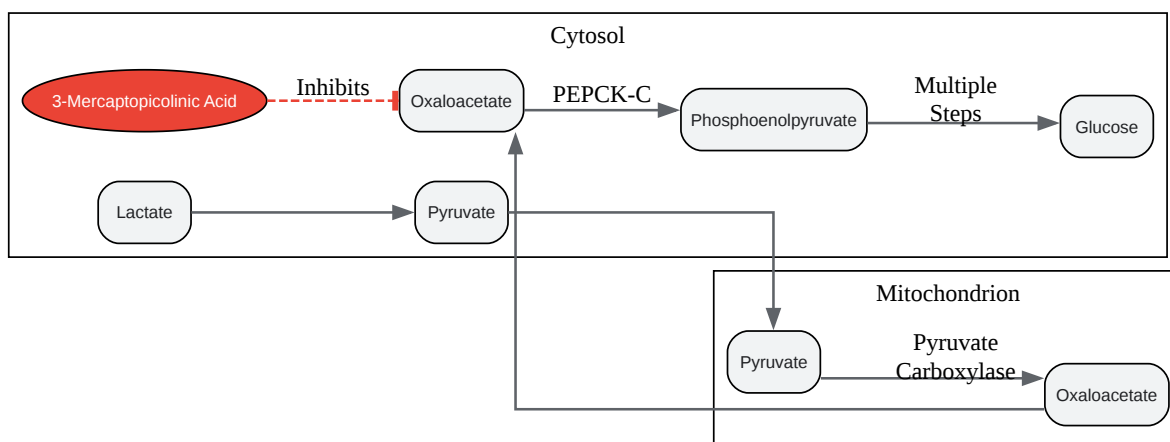 Cytosol
3-Mercaptopicolinic Acid
Inhibits
Oxaloacetate
PEPCK-C
Phosphoenolpyruvate
Multiple
Steps
Glucose
Lactate
Pyruvate
Mitochondrion
Pyruvate
Pyruvate
Carboxylase
Oxaloacetate